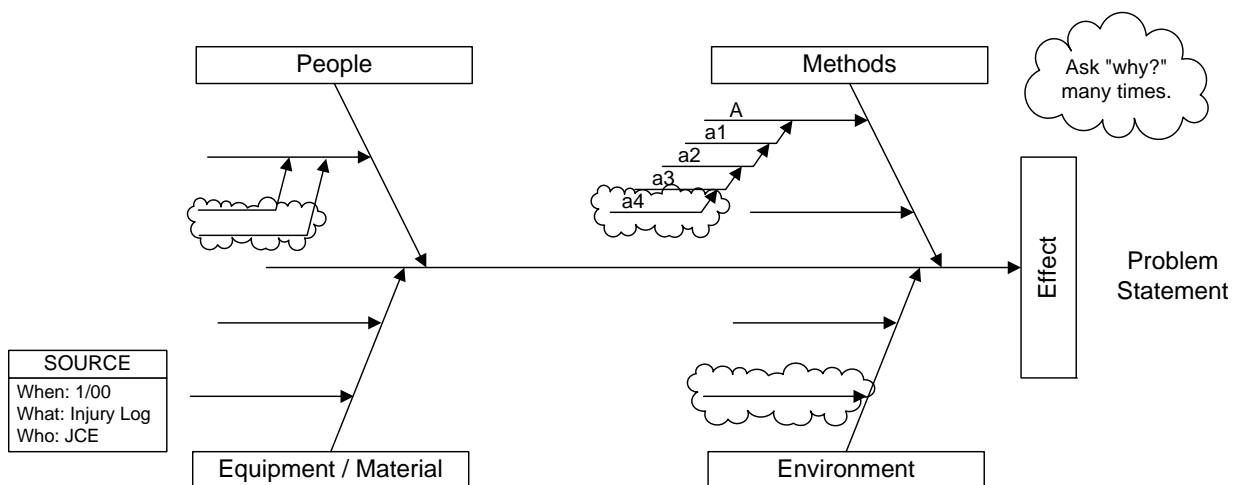 People
Methods
Ask "why?"
many times.
A
a1
a2
a3
a4
Effect
Problem
Statement
SOURCE
When: 1/00
What: Injury Log
Who: JCE
Equipment / Material
Environment